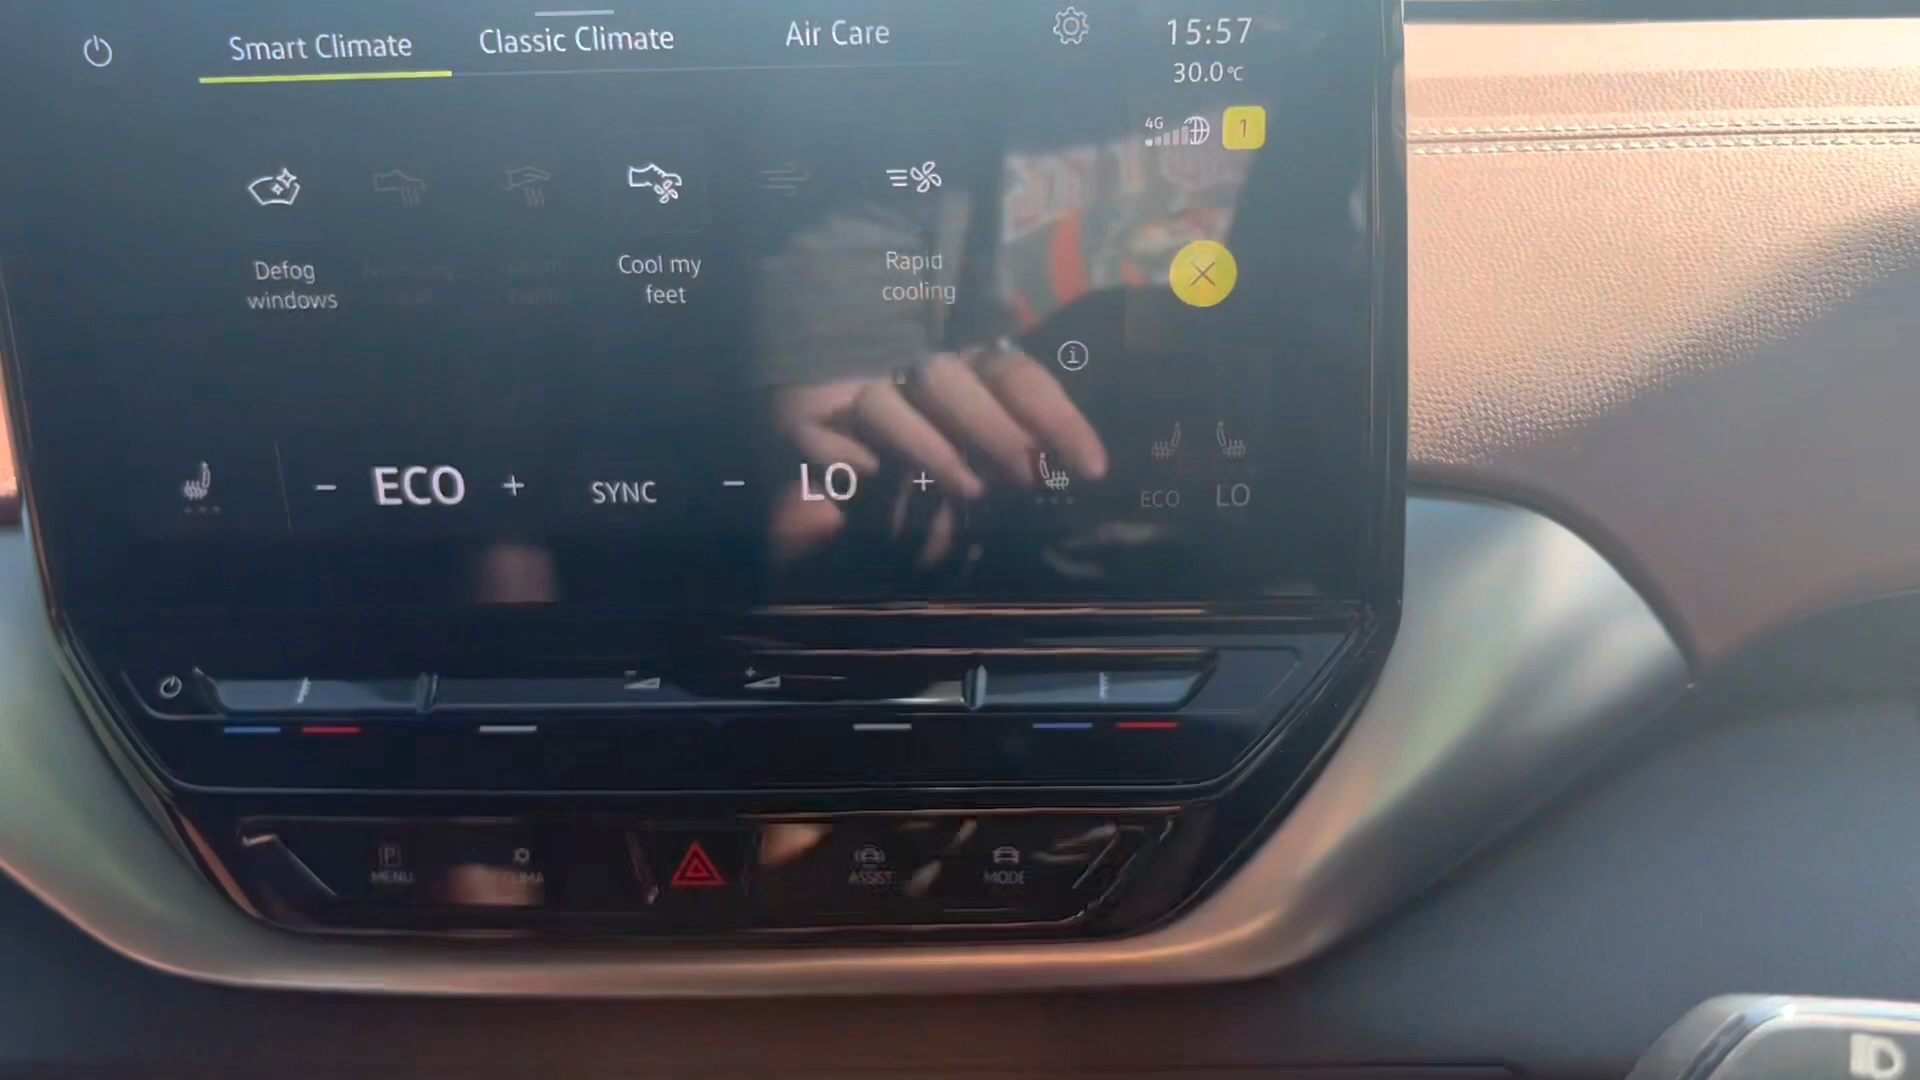 Smart Climate
Classic Climate
Air Care
15:57
30.0°C
4G
1
Defog
windows
Cool my
feet
Rapid
cooling
i
- ECO +
SYNC
- LO +
ECO
LO
P
MENU
ASSIST
MODE